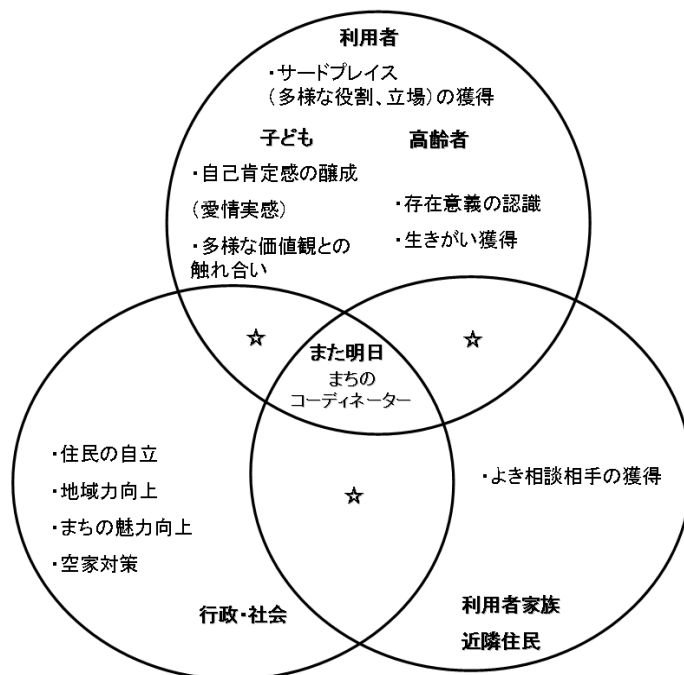 利用者
・サードプレイス
（多様な役割、立場）の獲得
子ども
・自己肯定感の醸成
（愛情実感）
・多様な価値観との
触れ合い
高齢者
・存在意義の認識
・生きがい獲得
☆
☆
また明日
まちの
コーディネーター
☆
・住民の自立
・地域力向上
・まちの魅力向上
・空家対策
行政・社会
・よき相談相手の獲得
利用者家族
近隣住民